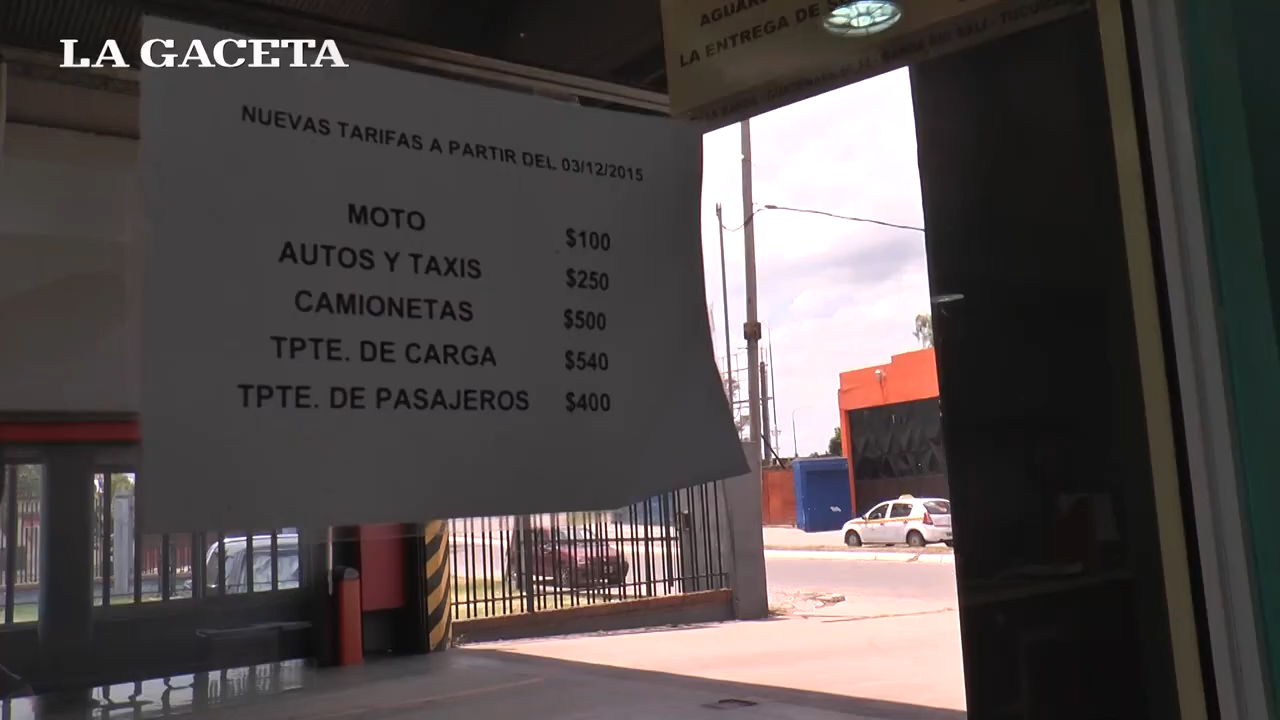 LA GACETA
AGUARD
LA ENTREGA DE
NUEVAS TARIFAS A PARTIR DEL 03/12/2015
MOTO $100
AUTOS Y TAXIS $250
CAMIONETAS $500
TPTE. DE CARGA $540
TPTE. DE PASAJEROS $400